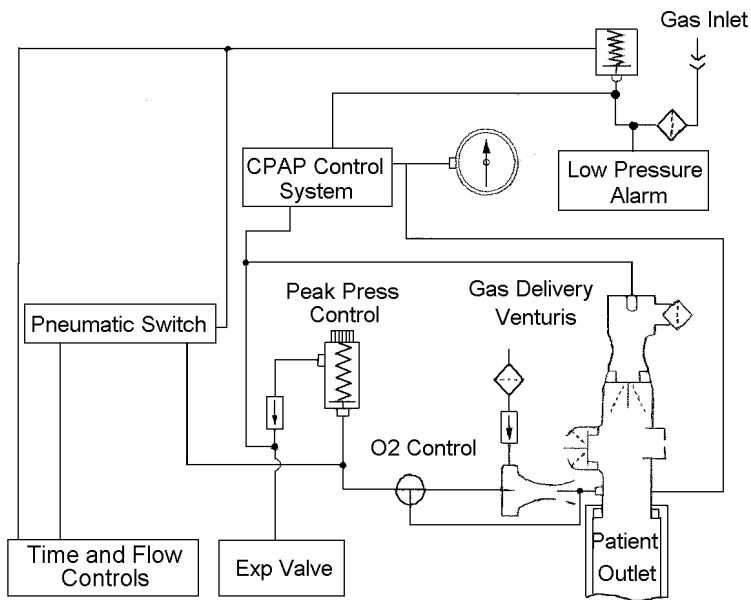 Gas Inlet
CPAP Control
System
Low Pressure
Alarm
Peak Press
Control
Gas Delivery
Venturis
Pneumatic Switch
O2 Control
Time and Flow
Controls
Exp Valve
Patient
Outlet